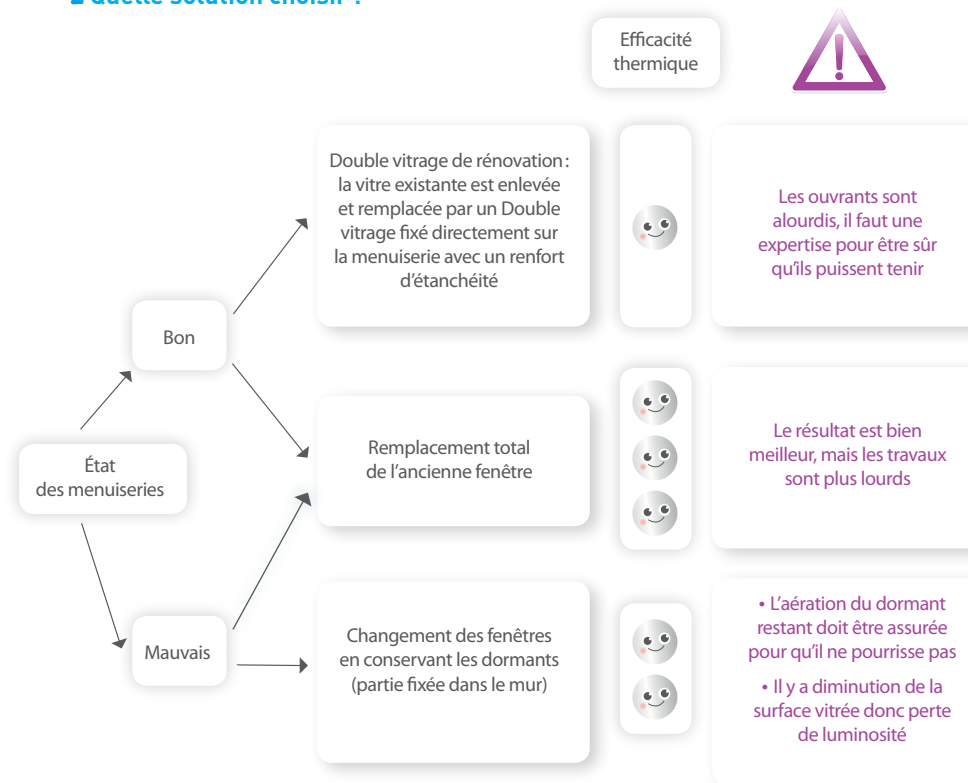 Quelle solution choisir ?
Efficacité
thermique
Double vitrage de rénovation :
la vitre existante est enlevée
et remplacée par un Double
vitrage fixé directement sur
la menuiserie avec un renfort
d'étanchéité
Les ouvrants sont
alourdis, il faut une
expertise pour être sûr
qu'ils puissent tenir
Bon
Remplacement total
de l'ancienne fenêtre
Le résultat est bien
meilleur, mais les travaux
sont plus lourds
État
des menuiseries
Mauvais
Changement des fenêtres
en conservant les dormants
(partie fixée dans le mur)
• L'aération du dormant
restant doit être assurée
pour qu'il ne pourrisse pas
• Il y a diminution de la
surface vitrée donc perte
de luminosité